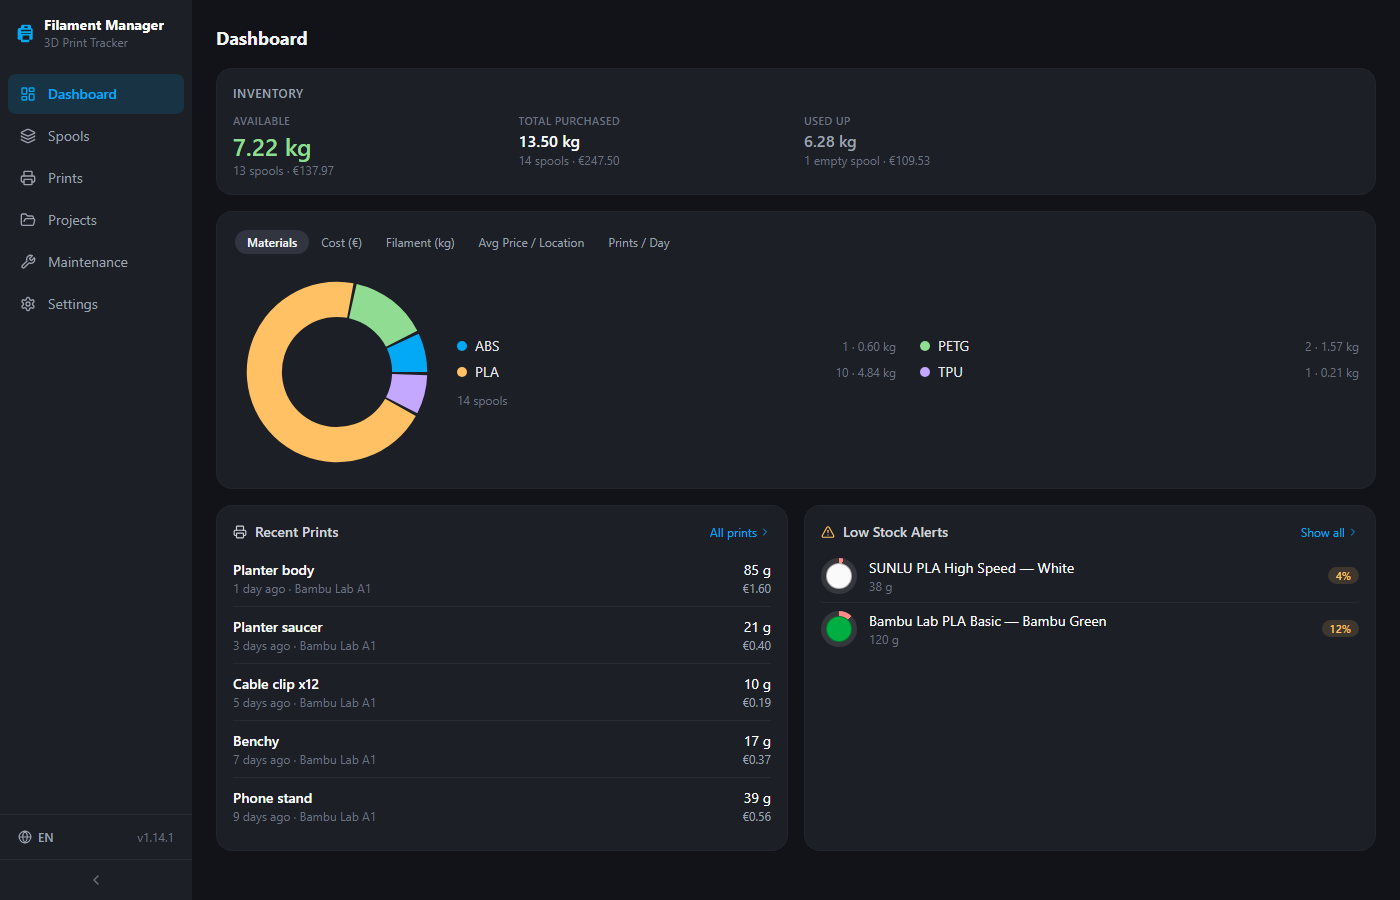 Filament Manager
3D Print Tracker
Dashboard
Spools
Prints
Projects
Maintenance
Settings
EN
v1.14.1
Dashboard
INVENTORY
AVAILABLE
7.22 kg
13 spools · €137.97
TOTAL PURCHASED
13.50 kg
14 spools · €247.50
USED UP
6.28 kg
1 empty spool · €109.53
Materials Cost (€) Filament (kg) Avg Price / Location Prints / Day
ABS 1 · 0.60 kg
PETG 2 · 1.57 kg
PLA 10 · 4.84 kg
TPU 1 · 0.21 kg
14 spools
Recent Prints All prints
Planter body 85 g
1 day ago · Bambu Lab A1 €1.60
Planter saucer 21 g
3 days ago · Bambu Lab A1 €0.40
Cable clip x12 10 g
5 days ago · Bambu Lab A1 €0.19
Benchy 17 g
7 days ago · Bambu Lab A1 €0.37
Phone stand 39 g
9 days ago · Bambu Lab A1 €0.56
Low Stock Alerts Show all
SUNLU PLA High Speed — White 4%
38 g
Bambu Lab PLA Basic — Bambu Green 12%
120 g